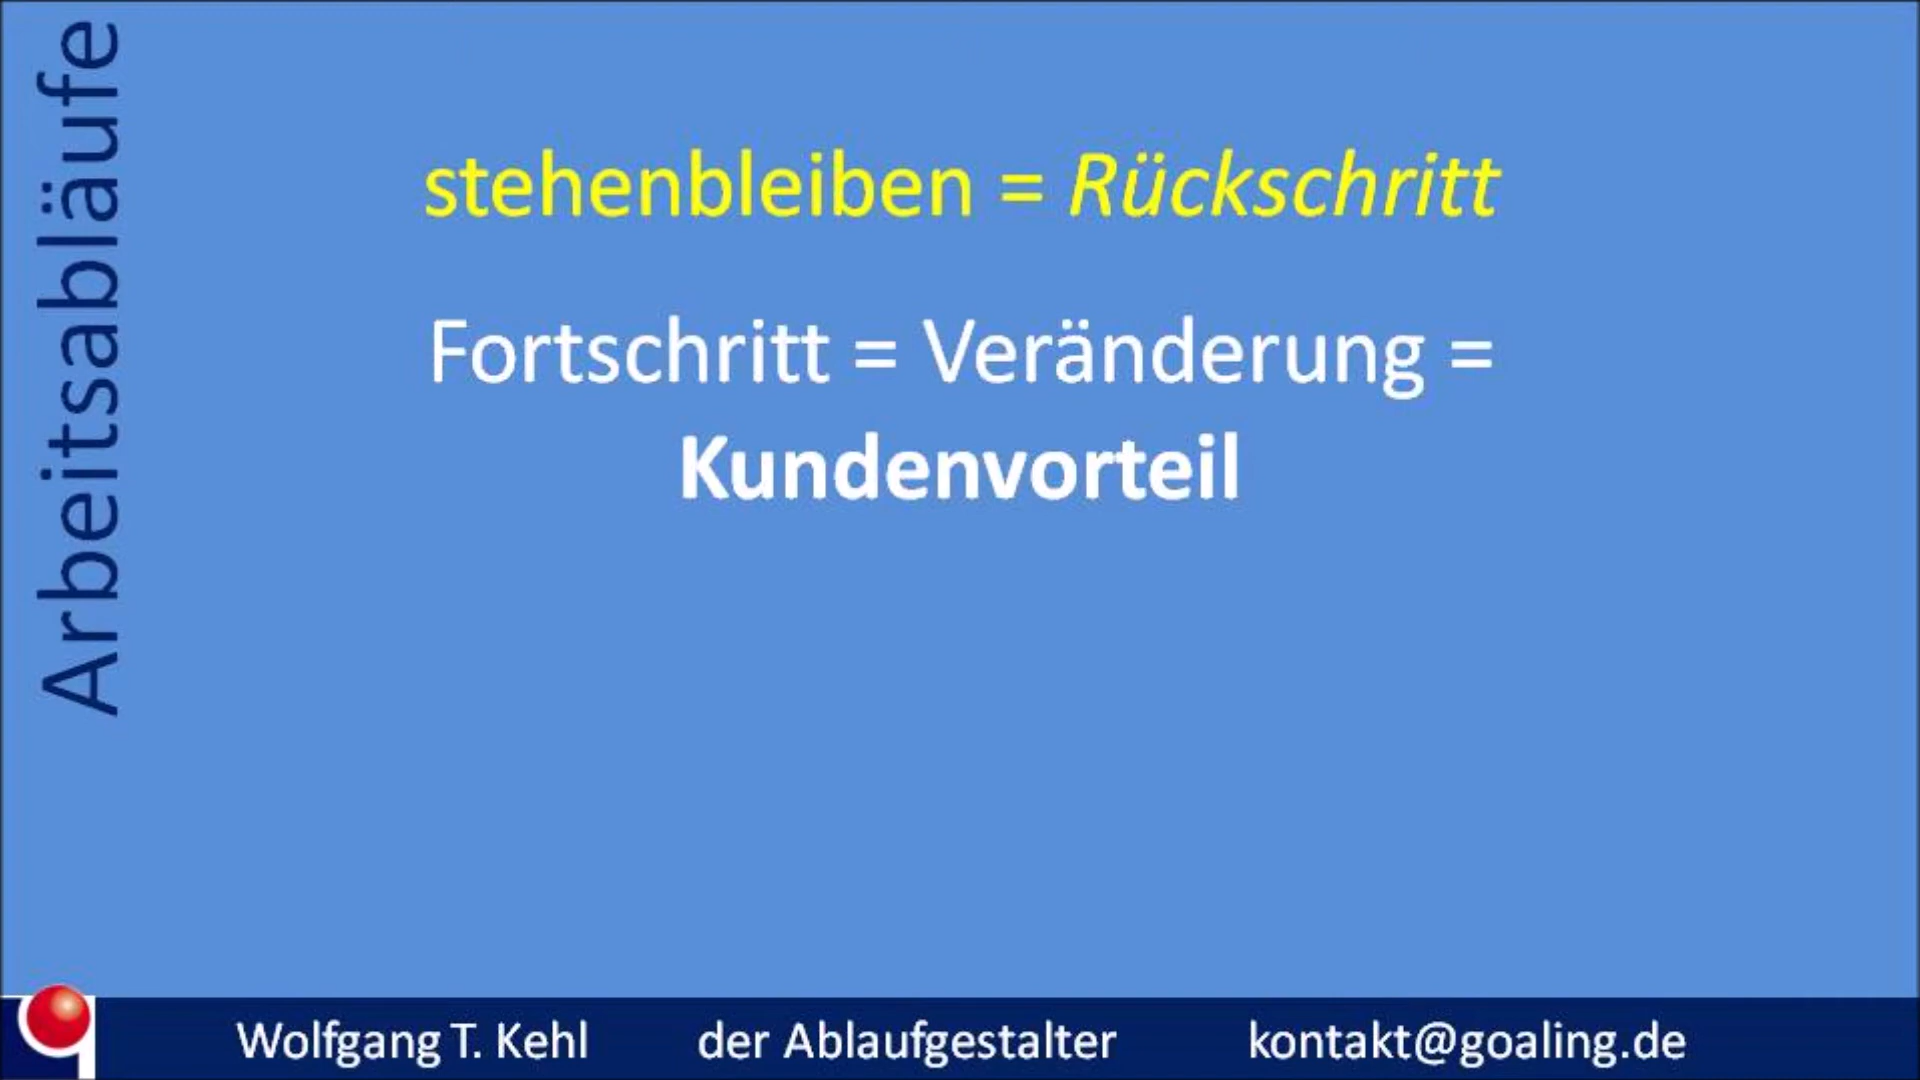 Arbeitsabläufe
stehenbleiben = Rückschritt
Fortschritt = Veränderung =
Kundenvorteil
Wolfgang T. Kehl der Ablaufgestalter kontakt@goaling.de